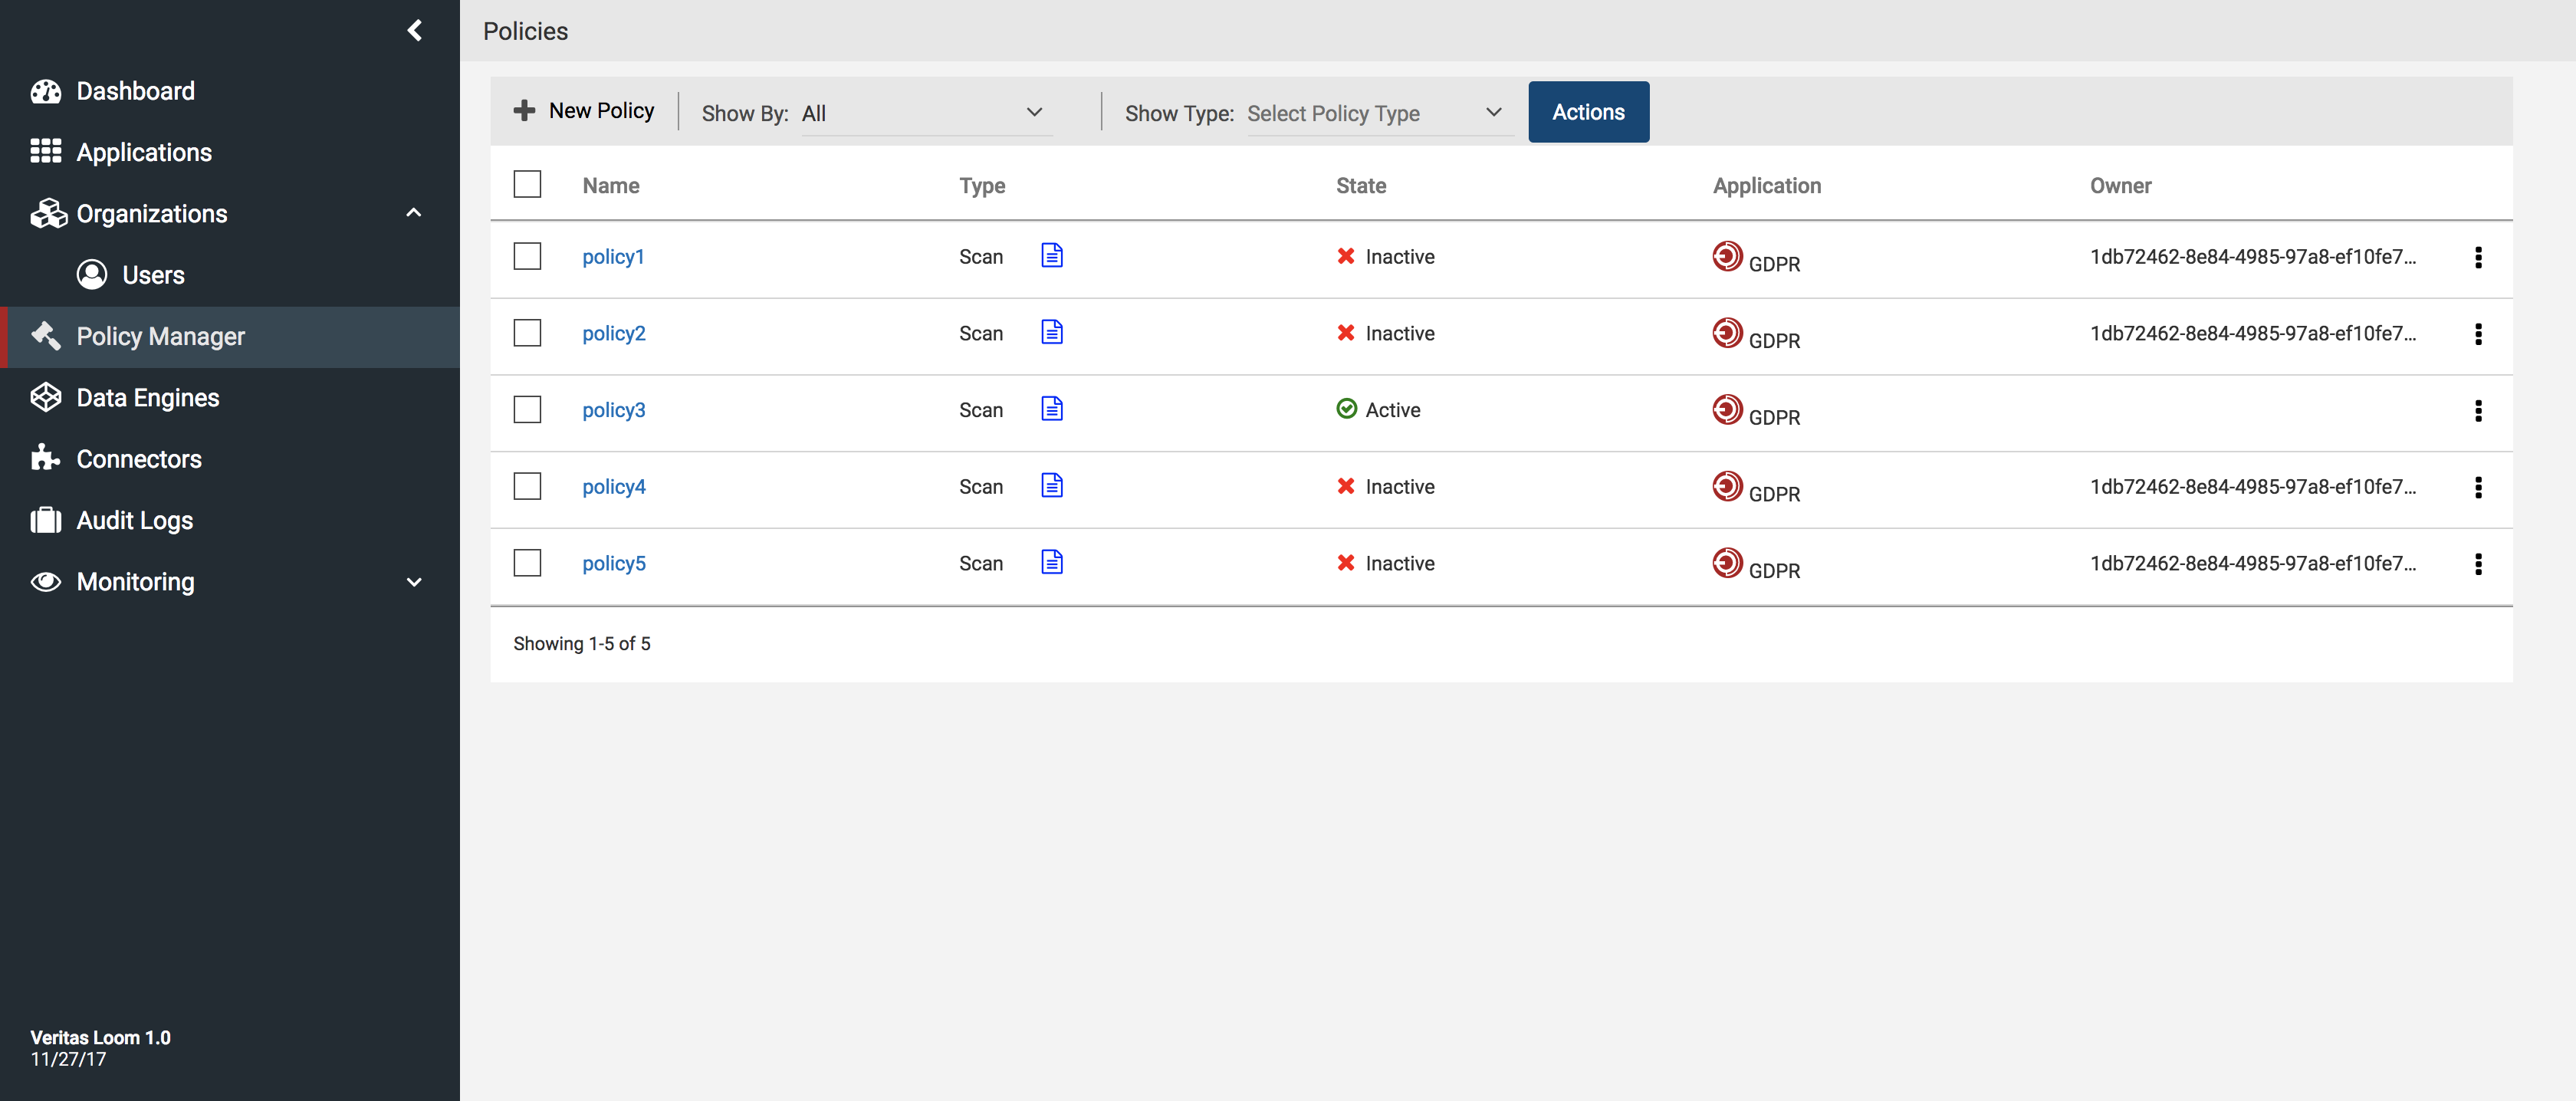 Policies
Dashboard
Applications
Organizations
Users
Policy Manager
Data Engines
Connectors
Audit Logs
Monitoring
Veritas Loom 1.0
11/27/17
New Policy Show By: All Show Type: Select Policy Type Actions
Name Type State Application Owner
policy1 Scan Inactive GDPR 1db72462-8e84-4985-97a8-ef10fe7...
policy2 Scan Inactive GDPR 1db72462-8e84-4985-97a8-ef10fe7...
policy3 Scan Active GDPR
policy4 Scan Inactive GDPR 1db72462-8e84-4985-97a8-ef10fe7...
policy5 Scan Inactive GDPR 1db72462-8e84-4985-97a8-ef10fe7...
Showing 1-5 of 5